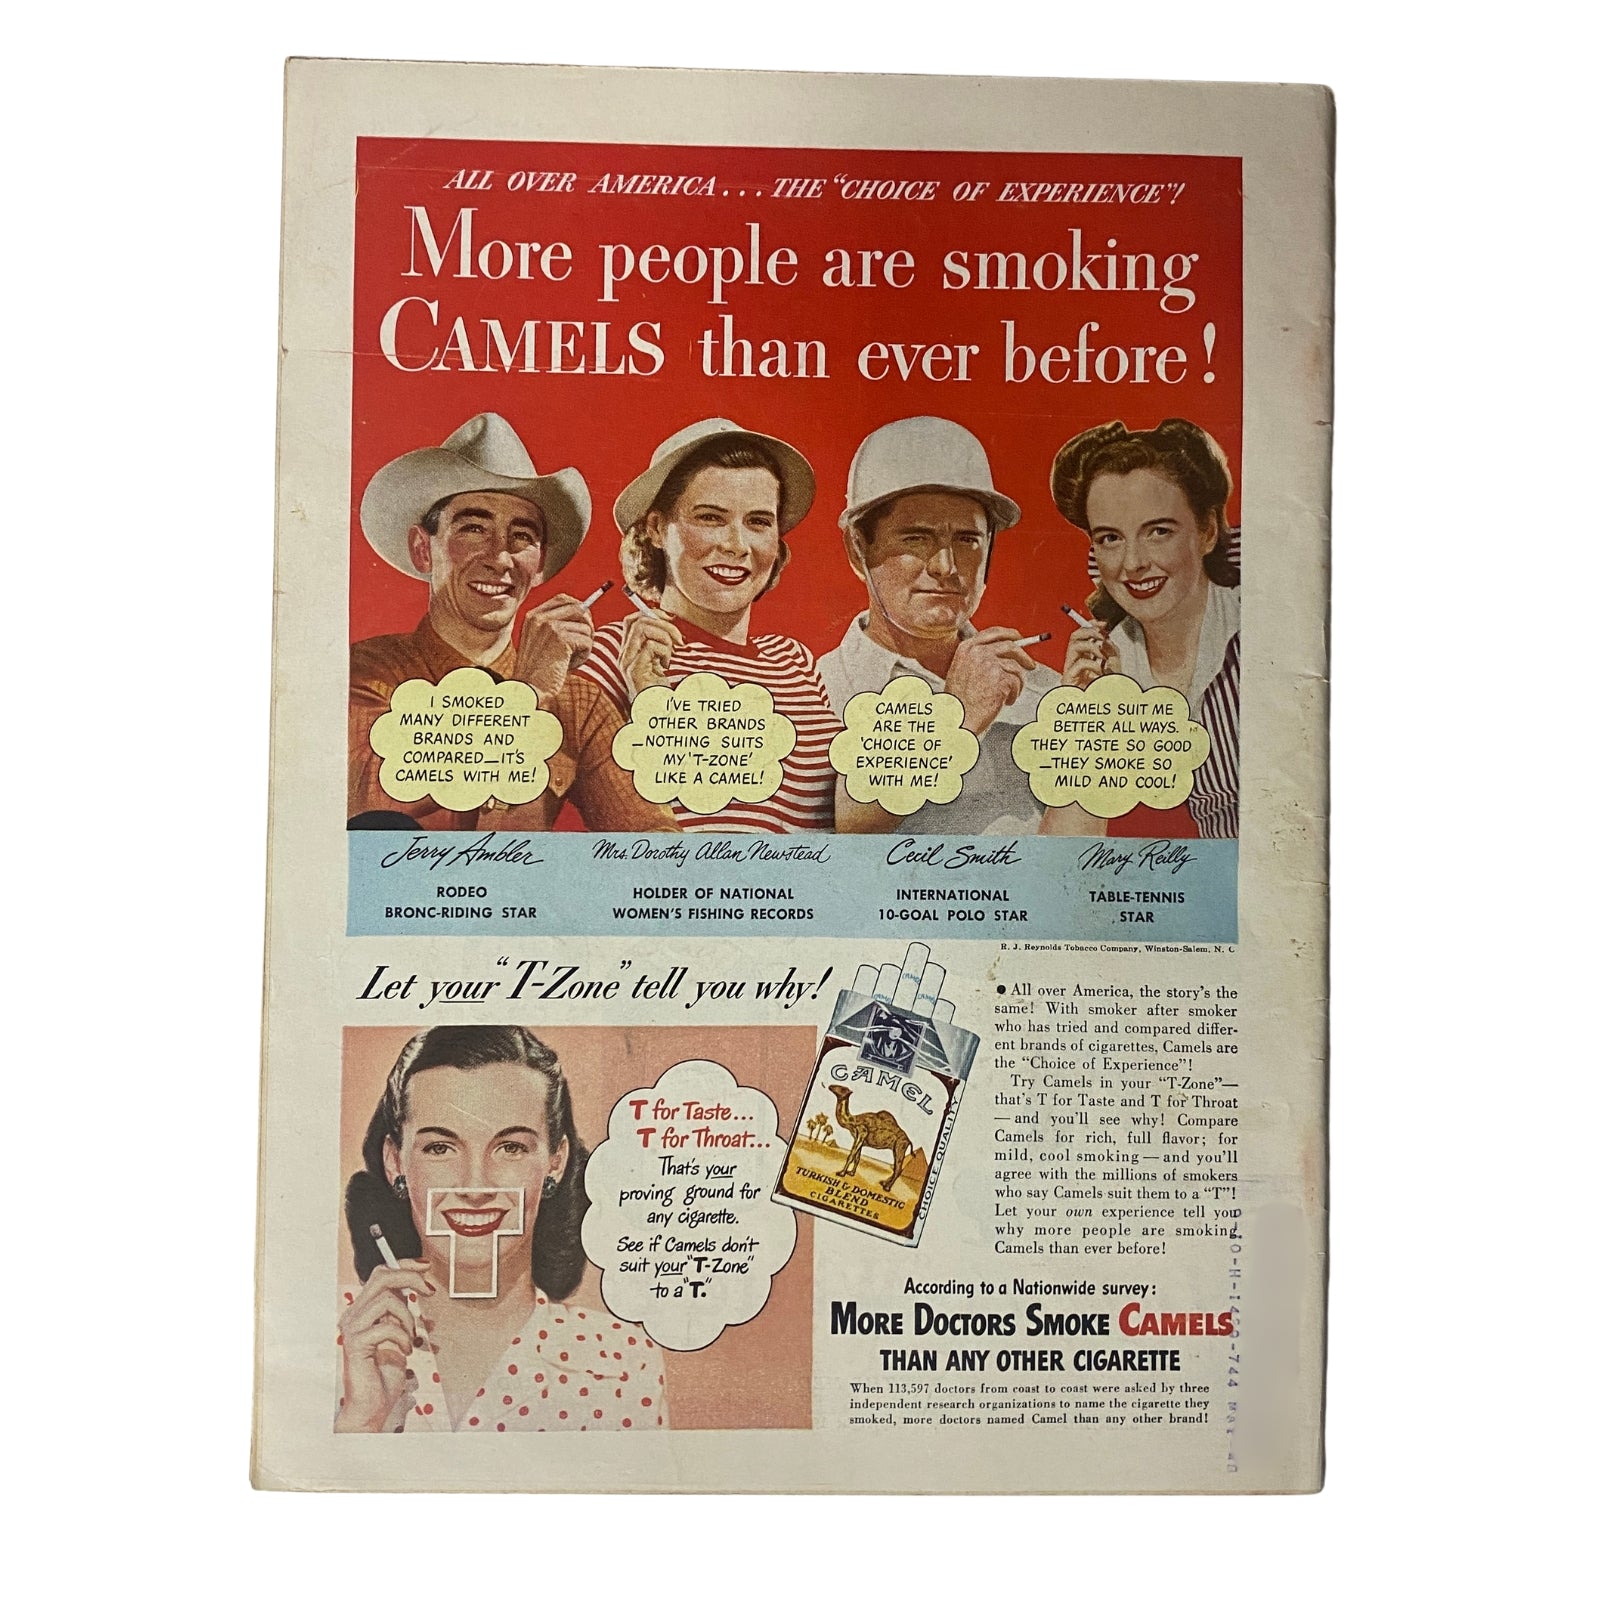 ALL OVER AMERICA... THE "CHOICE OF EXPERIENCE"!
More people are smoking
CAMELS than ever before!
I SMOKED
MANY DIFFERENT
BRANDS AND
COMPARED—IT'S
CAMELS WITH ME!
I'VE TRIED
OTHER BRANDS
—NOTHING SUITS
MY 'T-ZONE'
LIKE A CAMEL!
CAMELS
ARE THE
'CHOICE OF
EXPERIENCE'
WITH ME!
CAMELS SUIT ME
BETTER ALL WAYS.
THEY TASTE SO GOOD
—THEY SMOKE SO
MILD AND COOL!
Jerry Ambler
RODEO
BRONC-RIDING STAR
Mrs. Dorothy Allan Newstead
HOLDER OF NATIONAL
WOMEN'S FISHING RECORDS
Cecil Smith
INTERNATIONAL
10-GOAL POLO STAR
Mary Reilly
TABLE-TENNIS
STAR
R. J. Reynolds Tobacco Company, Winston-Salem, N. C
Let your "T-Zone" tell you why!
T for Taste...
T for Throat...
That's your
proving ground for
any cigarette.
See if Camels don't
suit your "T-Zone"
to a "T."
CAMEL
CAMEL
CAMEL
CAMEL
TURKISH & DOMESTIC
BLEND
CIGARETTES
CHOICE QUALITY
• All over America, the story's the
same! With smoker after smoker
who has tried and compared differ-
ent brands of cigarettes, Camels are
the "Choice of Experience"!
Try Camels in your "T-Zone"—
that's T for Taste and T for Throat
—and you'll see why! Compare
Camels for rich, full flavor; for
mild, cool smoking—and you'll
agree with the millions of smokers
who say Camels suit them to a "T"!
Let your own experience tell you
why more people are smoking
Camels than ever before!
According to a Nationwide survey:
MORE DOCTORS SMOKE CAMELS
THAN ANY OTHER CIGARETTE
When 113,597 doctors from coast to coast were asked by three
independent research organizations to name the cigarette they
smoked, more doctors named Camel than any other brand!